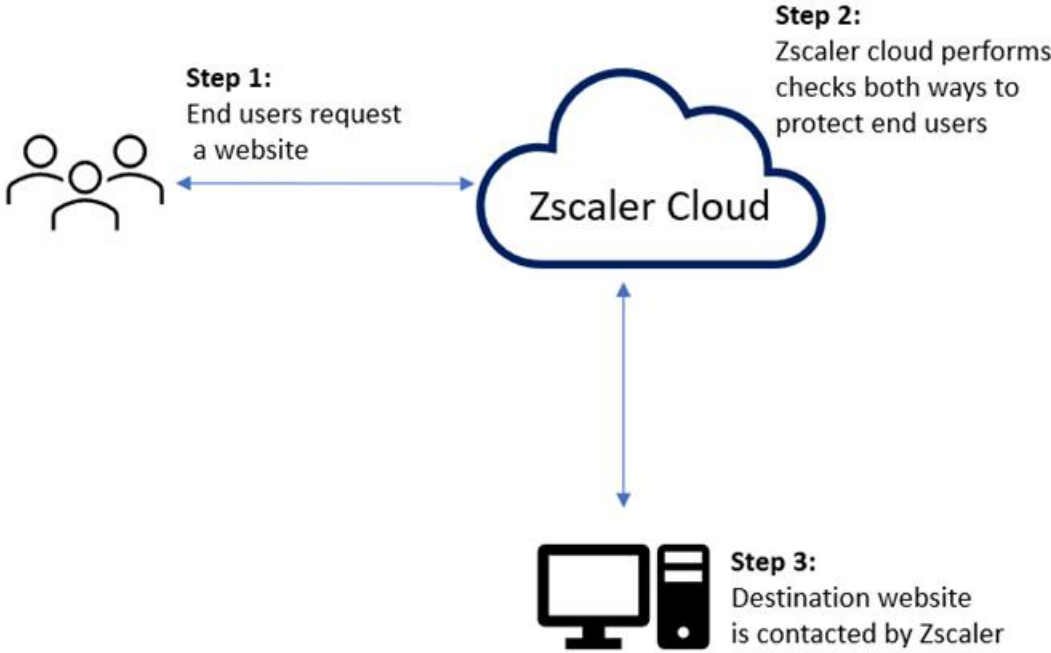 Step 1:
End users request
a website
Zscaler Cloud
Step 2:
Zscaler cloud performs
checks both ways to
protect end users
Step 3:
Destination website
is contacted by Zscaler